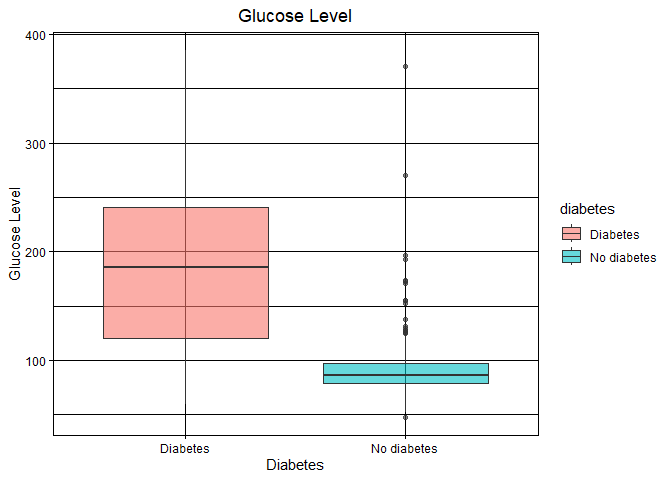 Glucose Level
400
300
200
100
Glucose Level
Diabetes
No diabetes
Diabetes
diabetes
Diabetes
No diabetes